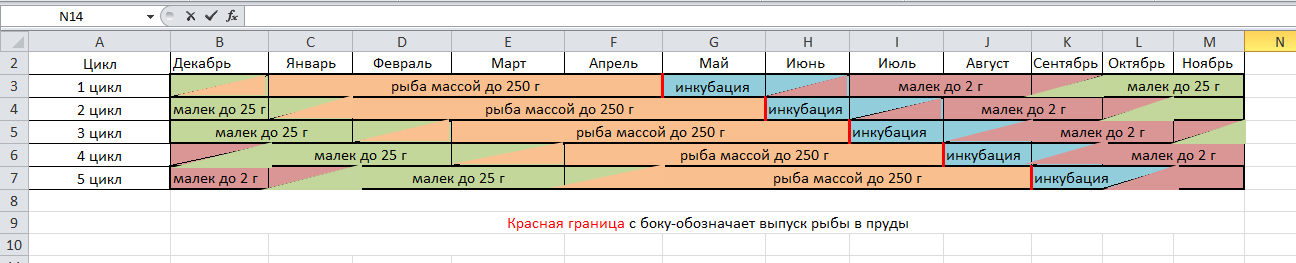 N14 fx
A B C D E F G H I J K L M N
2 Цикл Декабрь Январь Февраль Март Апрель Май Июнь Июль Август Сентябрь Октябрь Ноябрь
3 1 цикл рыба массой до 250 г инкубация малек до 2 г малек до 25 г
4 2 цикл малек до 25 г рыба массой до 250 г инкубация малек до 2 г
5 3 цикл малек до 25 г рыба массой до 250 г инкубация малек до 2 г
6 4 цикл малек до 25 г рыба массой до 250 г инкубация малек до 2 г
7 5 цикл малек до 2 г малек до 25 г рыба массой до 250 г инкубация
8
9 Красная граница с боку-обозначает выпуск рыбы в пруды
10